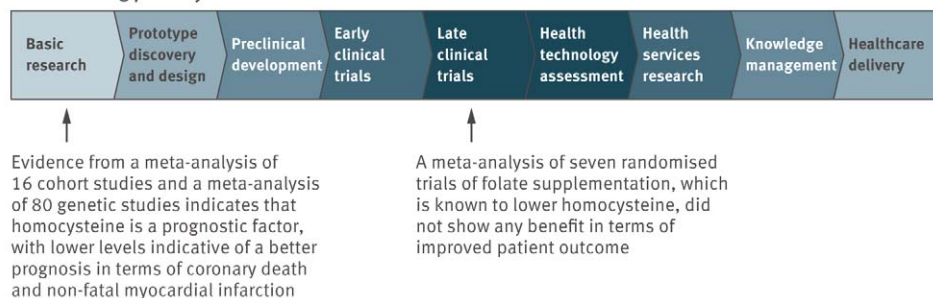 Basic
research
Prototype
discovery
and design
Preclinical
development
Early
clinical
trials
Late
clinical
trials
Health
technology
assessment
Health
services
research
Knowledge
management
Healthcare
delivery
Evidence from a meta-analysis of
16 cohort studies and a meta-analysis
of 80 genetic studies indicates that
homocysteine is a prognostic factor,
with lower levels indicative of a better
prognosis in terms of coronary death
and non-fatal myocardial infarction
A meta-analysis of seven randomised
trials of folate supplementation, which
is known to lower homocysteine, did
not show any benefit in terms of
improved patient outcome